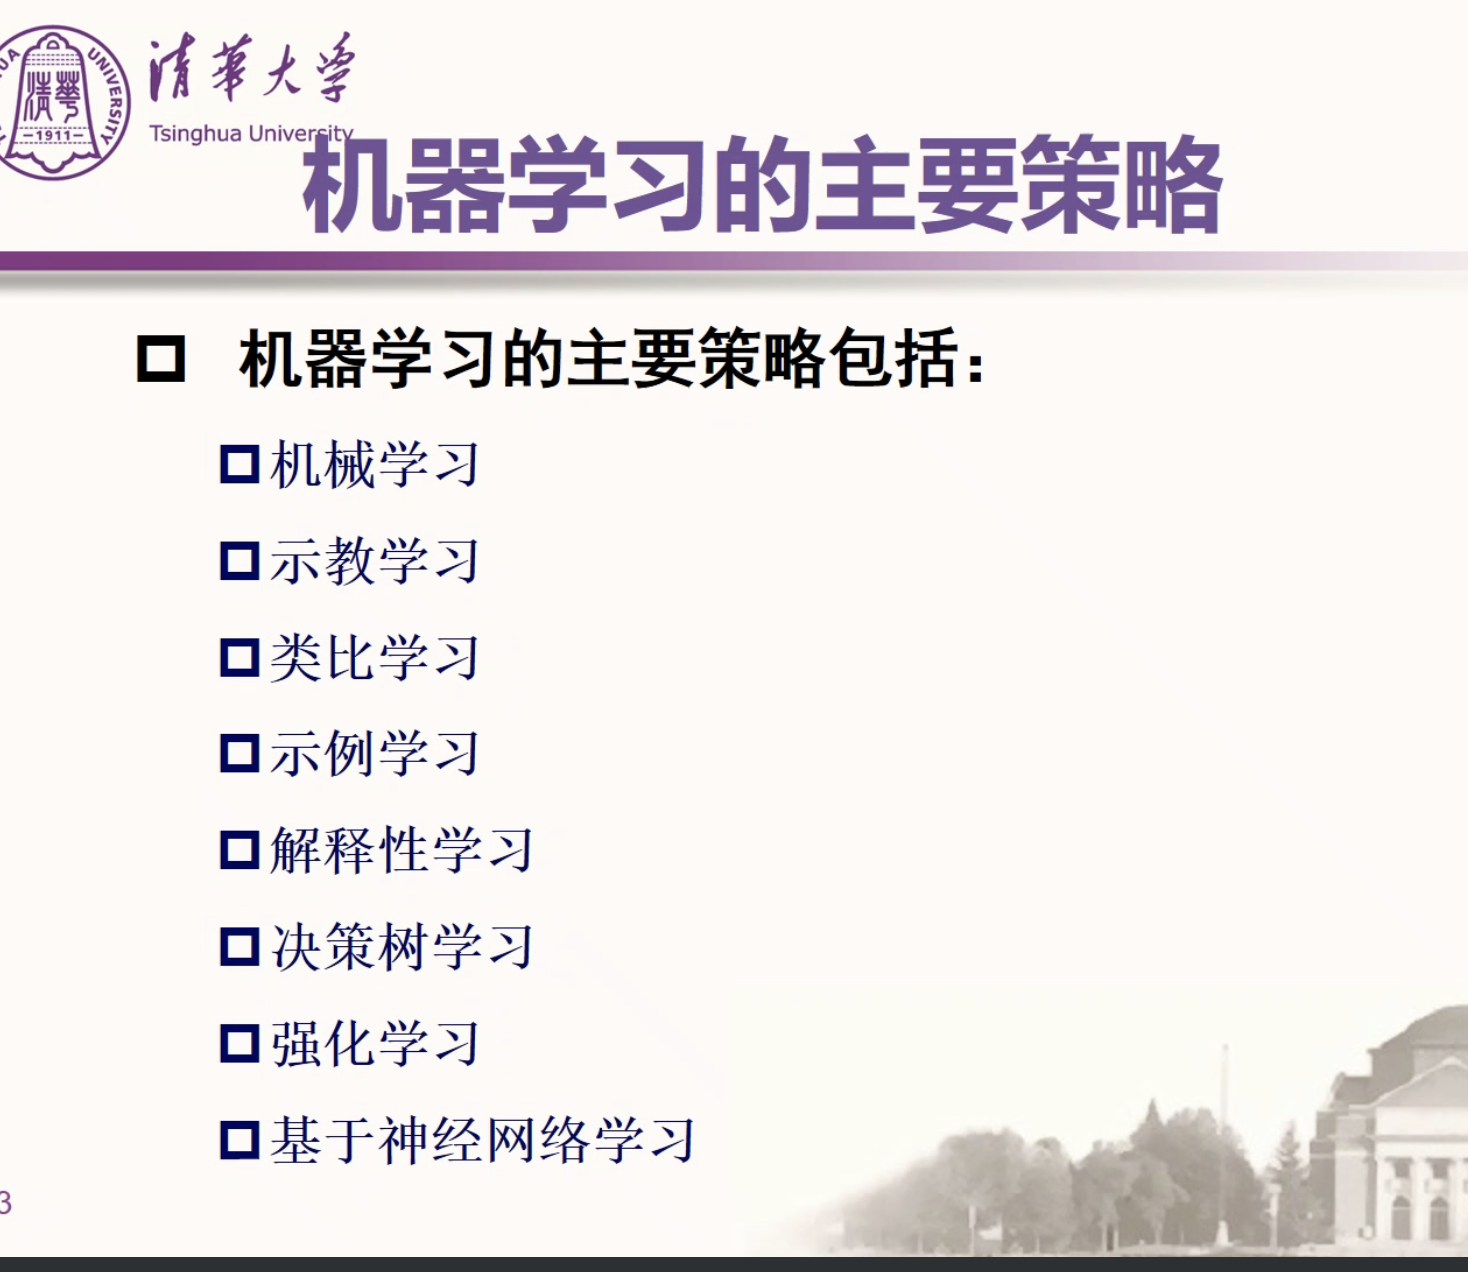 清華大学
UNIVERSITY
清華
-1911-
Tsinghua University
机器学习的主要策略
机器学习的主要策略包括：
机械学习
示教学习
类比学习
示例学习
解释性学习
决策树学习
强化学习
基于神经网络学习
3